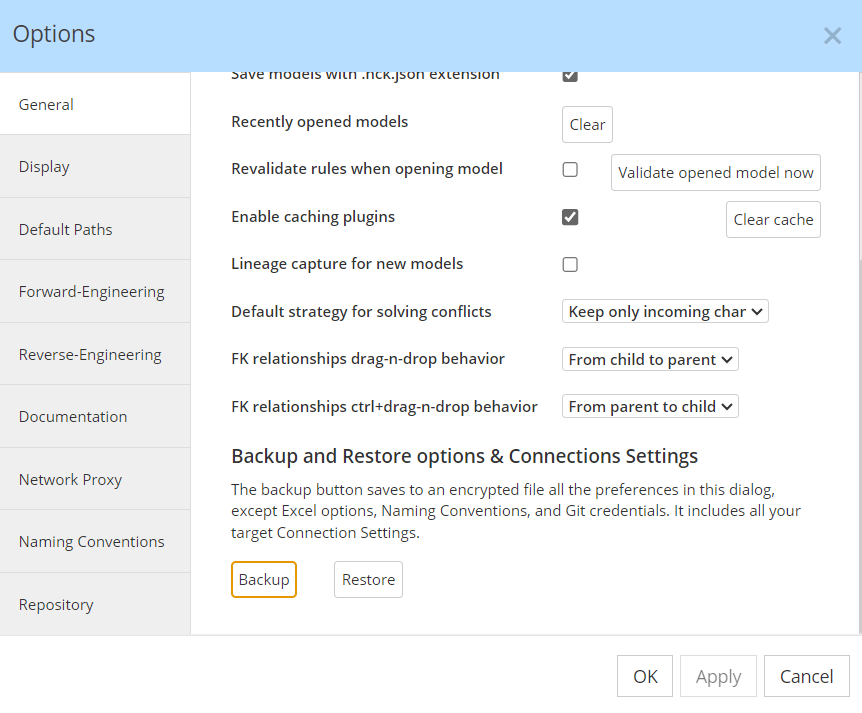 Options
General
Display
Default Paths
Forward-Engineering
Reverse-Engineering
Documentation
Network Proxy
Naming Conventions
Repository
Save models with .hck.json extension
Recently opened models Clear
Revalidate rules when opening model Validate opened model now
Enable caching plugins Clear cache
Lineage capture for new models
Default strategy for solving conflicts Keep only incoming char
FK relationships drag-n-drop behavior From child to parent
FK relationships ctrl+drag-n-drop behavior From parent to child
Backup and Restore options & Connections Settings
The backup button saves to an encrypted file all the preferences in this dialog,
except Excel options, Naming Conventions, and Git credentials. It includes all your
target Connection Settings.
Backup Restore
OK Apply Cancel